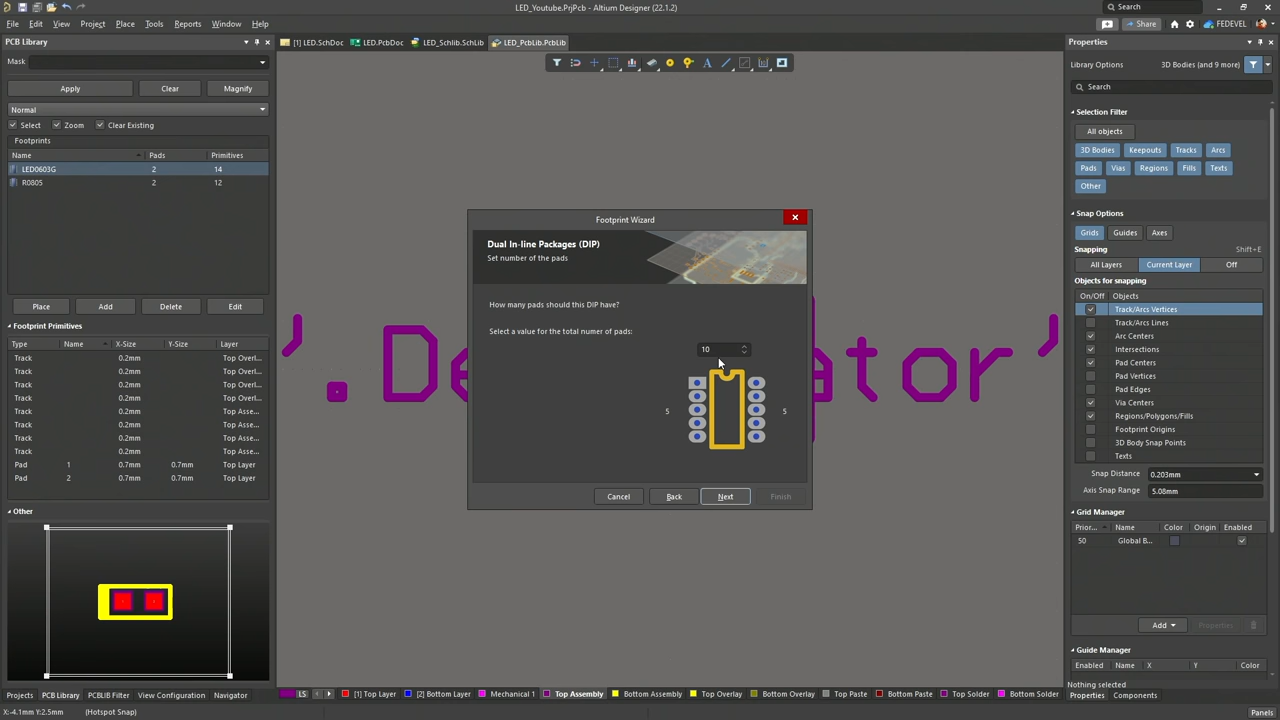 LED_Youtube.PrjPcb - Altium Designer (22.1.2)
Search
File Edit View Project Place Tools Reports Window Help
Share
FEDEVEL
PCB Library
[1] LED.SchDoc
LED.PcbDoc
LED_Schlib.SchLib
LED_PcbLib.PcbLib
Properties
Mask
Library Options
3D Bodies (and 9 more)
Search
Apply
Clear
Magnify
Normal
Select
Zoom
Clear Existing
Footprints
Name Pads Primitives
LED0603G 2 14
R0805 2 12
Place
Add
Delete
Edit
Footprint Primitives
Type Name X-Size Y-Size Layer
Track 0.2mm Top Overl...
Track 0.2mm Top Overl...
Track 0.2mm Top Overl...
Track 0.2mm Top Overl...
Track 0.2mm Top Asse...
Track 0.2mm Top Asse...
Track 0.2mm Top Asse...
Track 0.2mm Top Asse...
Pad 1 0.7mm 0.7mm Top Layer
Pad 2 0.7mm 0.7mm Top Layer
Other
'.De
ator'
Footprint Wizard
Dual In-line Packages (DIP)
Set number of the pads
How many pads should this DIP have?
Select a value for the total numer of pads:
10
5
5
Cancel
Back
Next
Finish
Selection Filter
All objects
3D Bodies
Keepouts
Tracks
Arcs
Pads
Vias
Regions
Fills
Texts
Other
Snap Options
Grids
Guides
Axes
Snapping
Shift+E
All Layers
Current Layer
Off
Objects for snapping
On/Off Objects
Track/Arcs Vertices
Track/Arcs Lines
Arc Centers
Intersections
Pad Centers
Pad Vertices
Pad Edges
Via Centers
Regions/Polygons/Fills
Footprint Origins
3D Body Snap Points
Texts
Snap Distance 0.203mm
Axis Snap Range 5.08mm
Grid Manager
Prior... Name Color Origin Enabled
50 Global B...
Add
Properties
Guide Manager
Enabled Name X Y Color
Nothing selected
Projects
PCB Library
PCBLIB Filter
View Configuration
Navigator
LS
[1] Top Layer
[2] Bottom Layer
Mechanical 1
Top Assembly
Bottom Assembly
Top Overlay
Bottom Overlay
Top Paste
Bottom Paste
Top Solder
Bottom Solder
Properties
Components
X:-4.1mm Y:2.5mm
(Hotspot Snap)
Panels